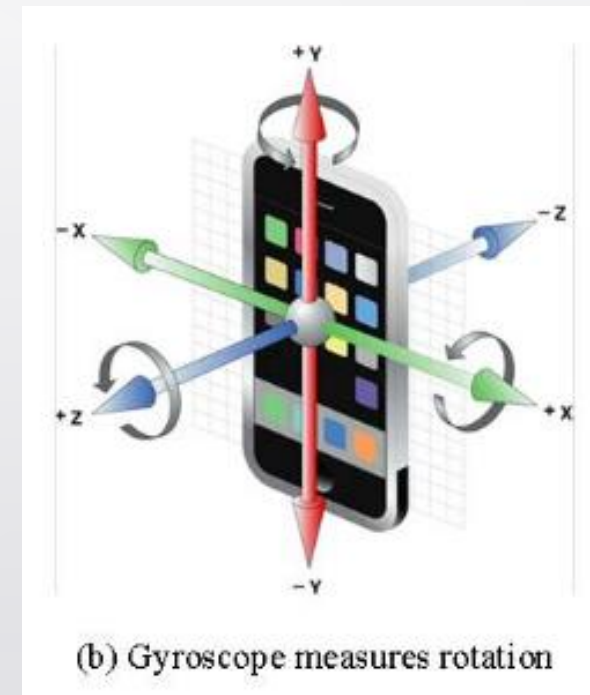 +Y
-X
-Z
+Z
+X
-Y
(b) Gyroscope measures rotation